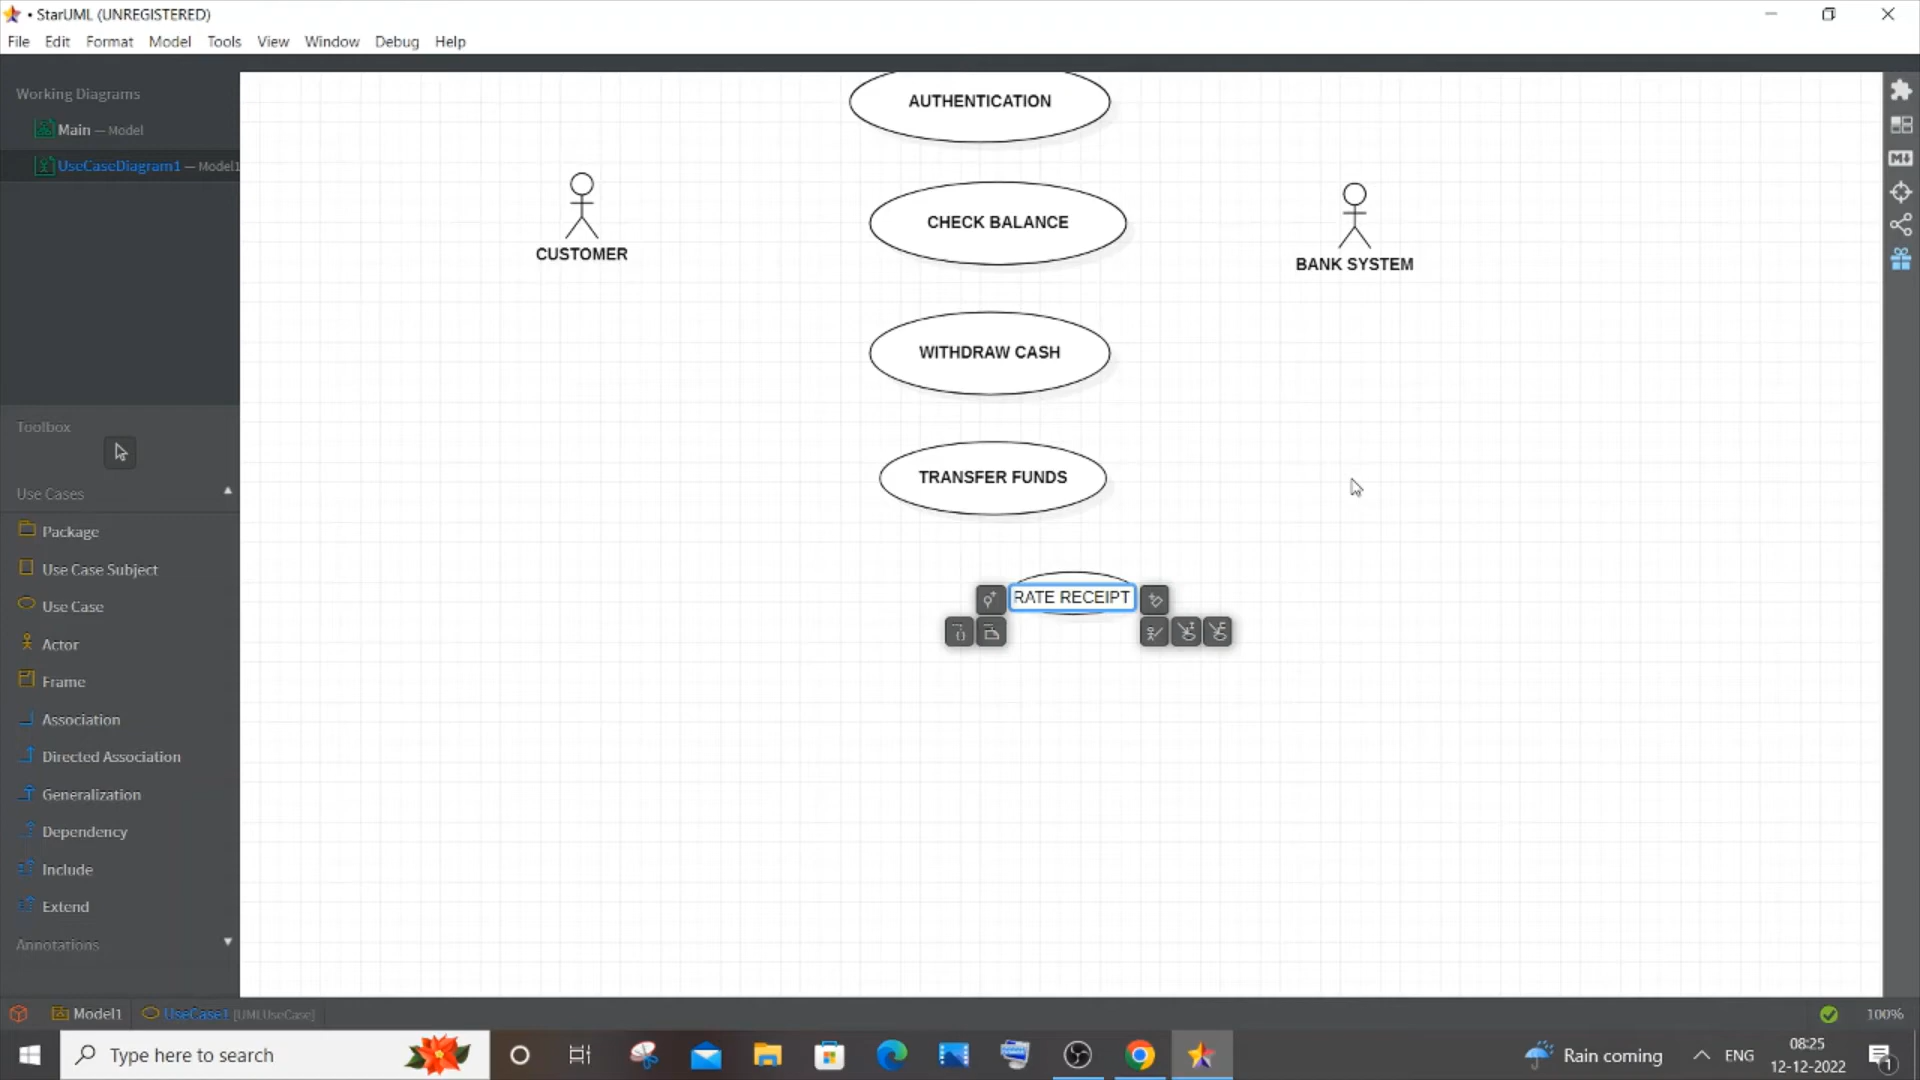 • StarUML (UNREGISTERED)
File Edit Format Model Tools View Window Debug Help
Working Diagrams
Main — Model
UseCaseDiagram1 — Model1
AUTHENTICATION
CHECK BALANCE
CUSTOMER
BANK SYSTEM
WITHDRAW CASH
TRANSFER FUNDS
RATE RECEIPT
Toolbox
Use Cases
Package
Use Case Subject
Use Case
Actor
Frame
Association
Directed Association
Generalization
Dependency
Include
Extend
Annotations
Model1 UseCase1 [UMLUseCase]
100%
Type here to search
Rain coming
ENG
08:25
12-12-2022
1